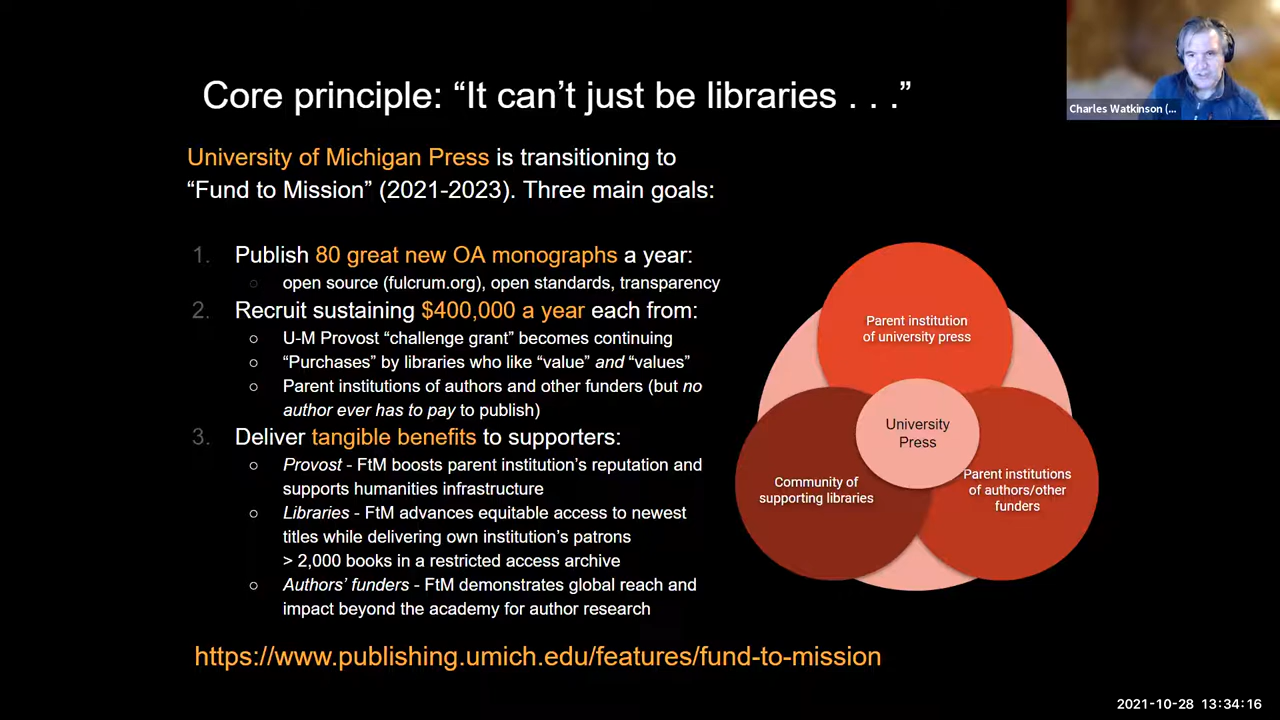 Core principle: “It can’t just be libraries . . .”
Charles Watkinson (...
University of Michigan Press is transitioning to
“Fund to Mission” (2021-2023). Three main goals:
1. Publish 80 great new OA monographs a year:
○ open source (fulcrum.org), open standards, transparency
2. Recruit sustaining $400,000 a year each from:
○ U-M Provost “challenge grant” becomes continuing
○ “Purchases” by libraries who like “value” and “values”
○ Parent institutions of authors and other funders (but no
author ever has to pay to publish)
3. Deliver tangible benefits to supporters:
○ Provost - FtM boosts parent institution’s reputation and
supports humanities infrastructure
○ Libraries - FtM advances equitable access to newest
titles while delivering own institution’s patrons
> 2,000 books in a restricted access archive
○ Authors’ funders - FtM demonstrates global reach and
impact beyond the academy for author research
Parent institution
of university press
University
Press
Community of
supporting libraries
Parent institutions
of authors/other
funders
https://www.publishing.umich.edu/features/fund-to-mission
2021-10-28 13:34:16